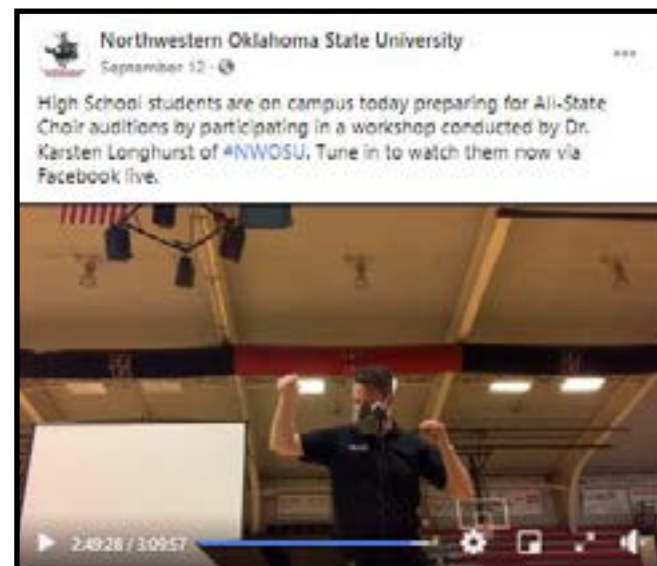 Northwestern Oklahoma State University
September 12 ·
High School students are on campus today preparing for All-State
Choir auditions by participating in a workshop conducted by Dr.
Karsten Longhurst of #NWOSU. Tune in to watch them now via
Facebook live.
2:49:28 / 3:09:57